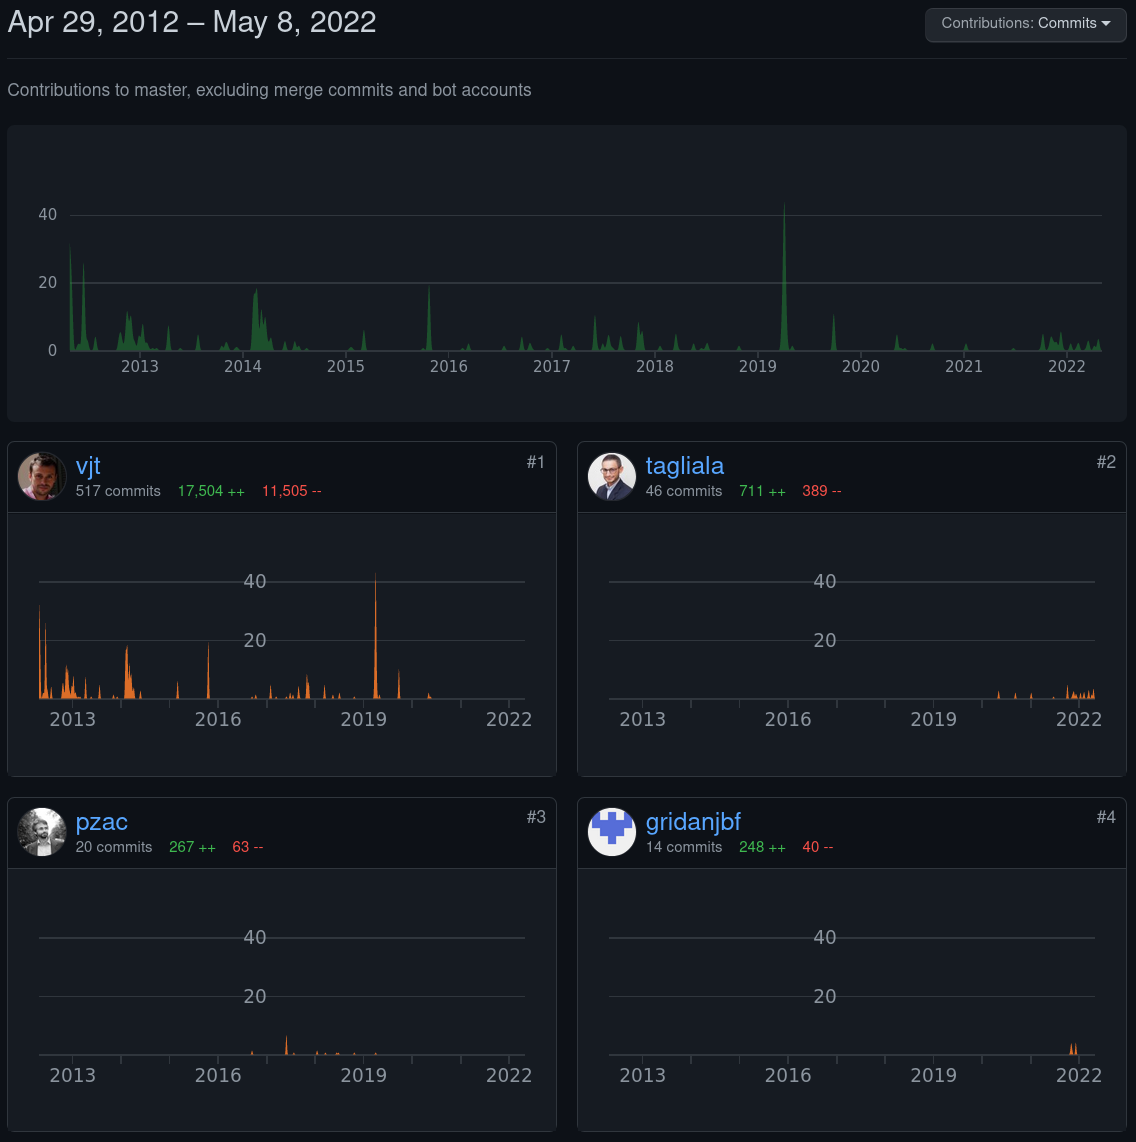 Apr 29, 2012 – May 8, 2022
Contributions: Commits
Contributions to master, excluding merge commits and bot accounts
40
20
0
2013 2014 2015 2016 2017 2018 2019 2020 2021 2022
vjt
#1
517 commits 17,504 ++ 11,505 --
40
20
2013 2016 2019 2022
tagliala
#2
46 commits 711 ++ 389 --
40
20
2013 2016 2019 2022
pzac
#3
20 commits 267 ++ 63 --
40
20
2013 2016 2019 2022
gridanjbf
#4
14 commits 248 ++ 40 --
40
20
2013 2016 2019 2022